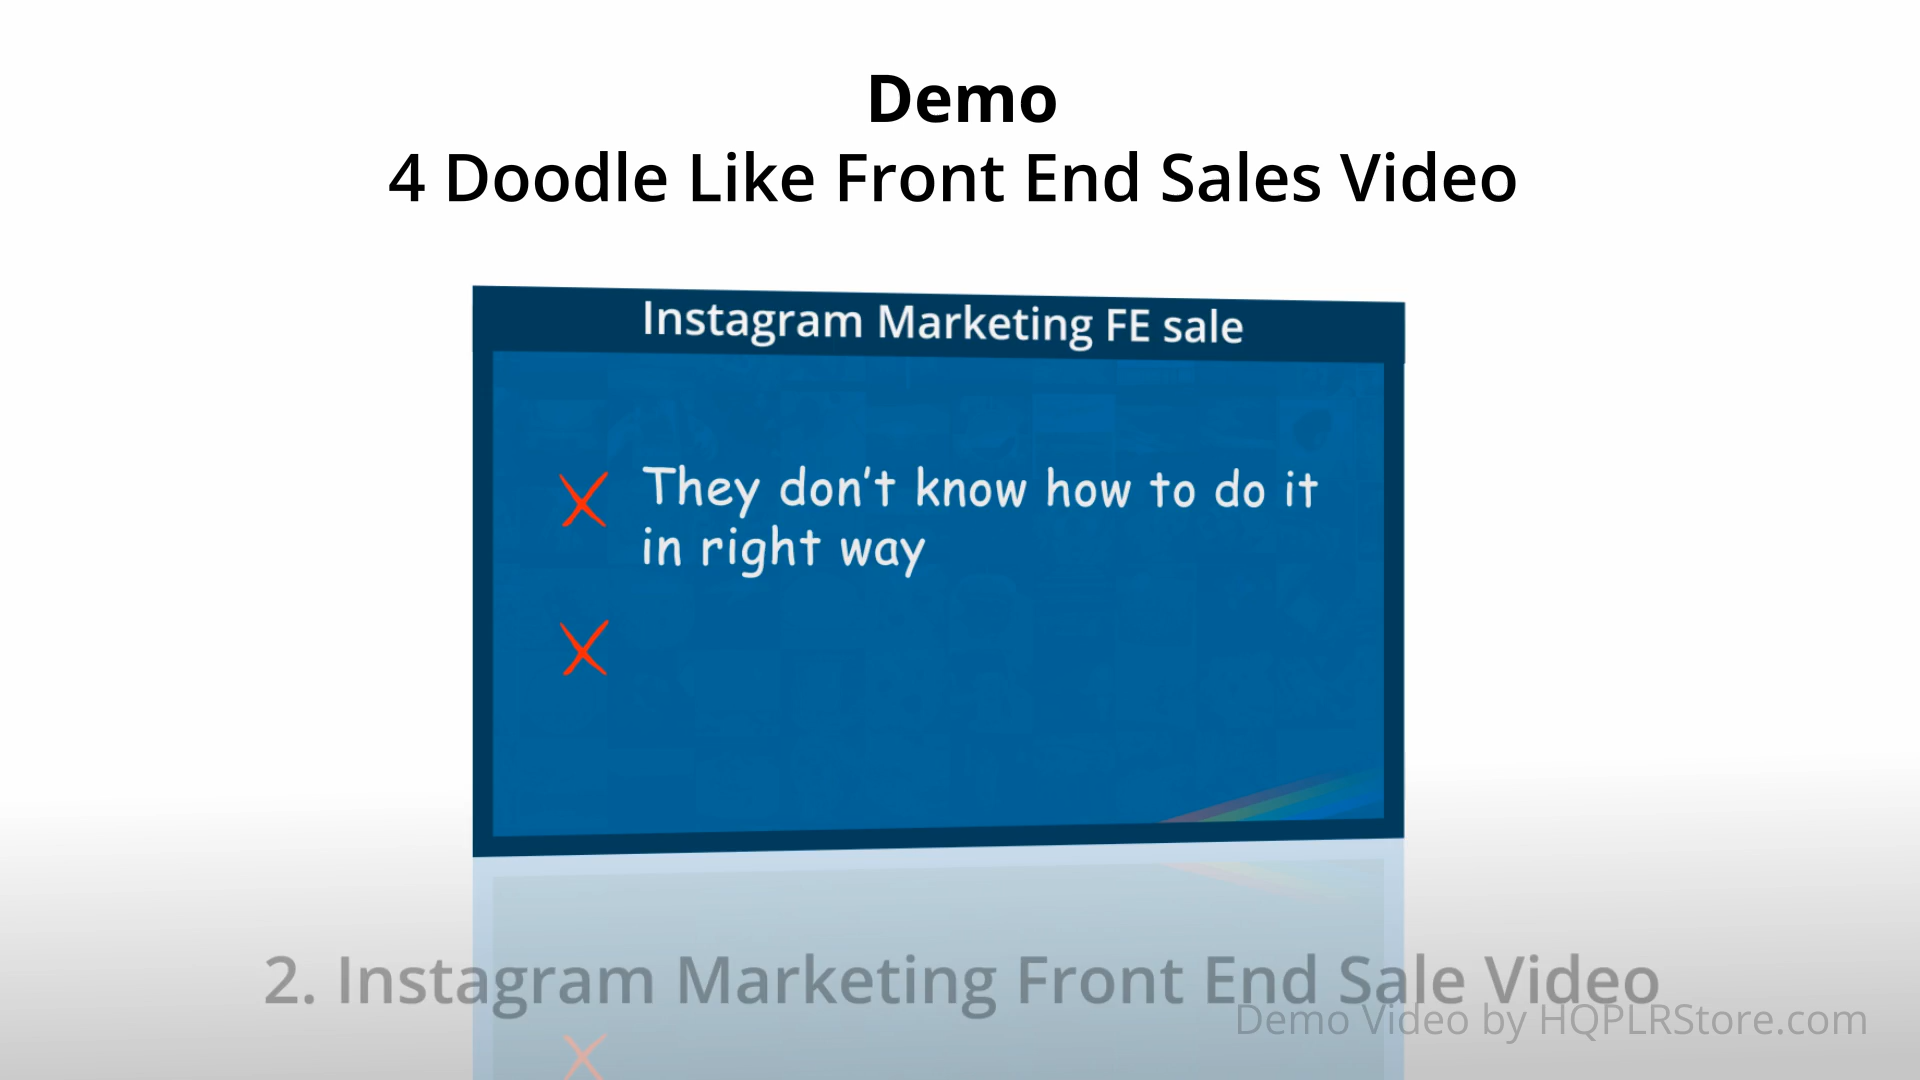 Demo
4 Doodle Like Front End Sales Video
Instagram Marketing FE sale
They don't know how to do it
in right way
2. Instagram Marketing Front End Sale Video
Demo Video by HQPLRStore.com